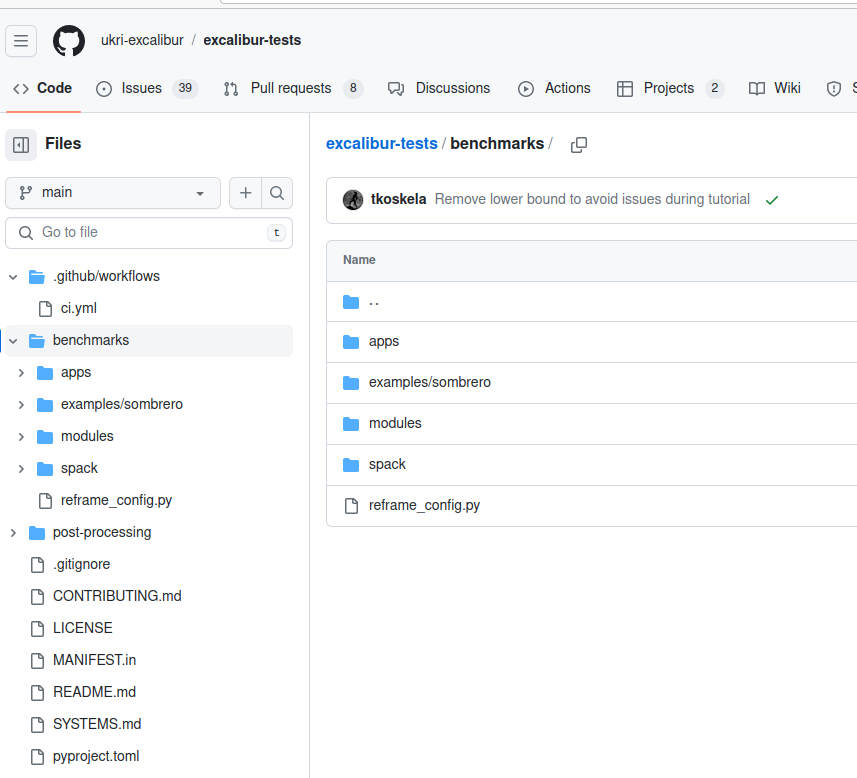 ukri-excalibur / excalibur-tests
Code Issues 39 Pull requests 8 Discussions Actions Projects 2 Wiki
Files
main
Go to file t
.github/workflows
ci.yml
benchmarks
apps
examples/sombrero
modules
spack
reframe_config.py
post-processing
.gitignore
CONTRIBUTING.md
LICENSE
MANIFEST.in
README.md
SYSTEMS.md
pyproject.toml
excalibur-tests / benchmarks /
tkoskela Remove lower bound to avoid issues during tutorial
Name
..
apps
examples/sombrero
modules
spack
reframe_config.py